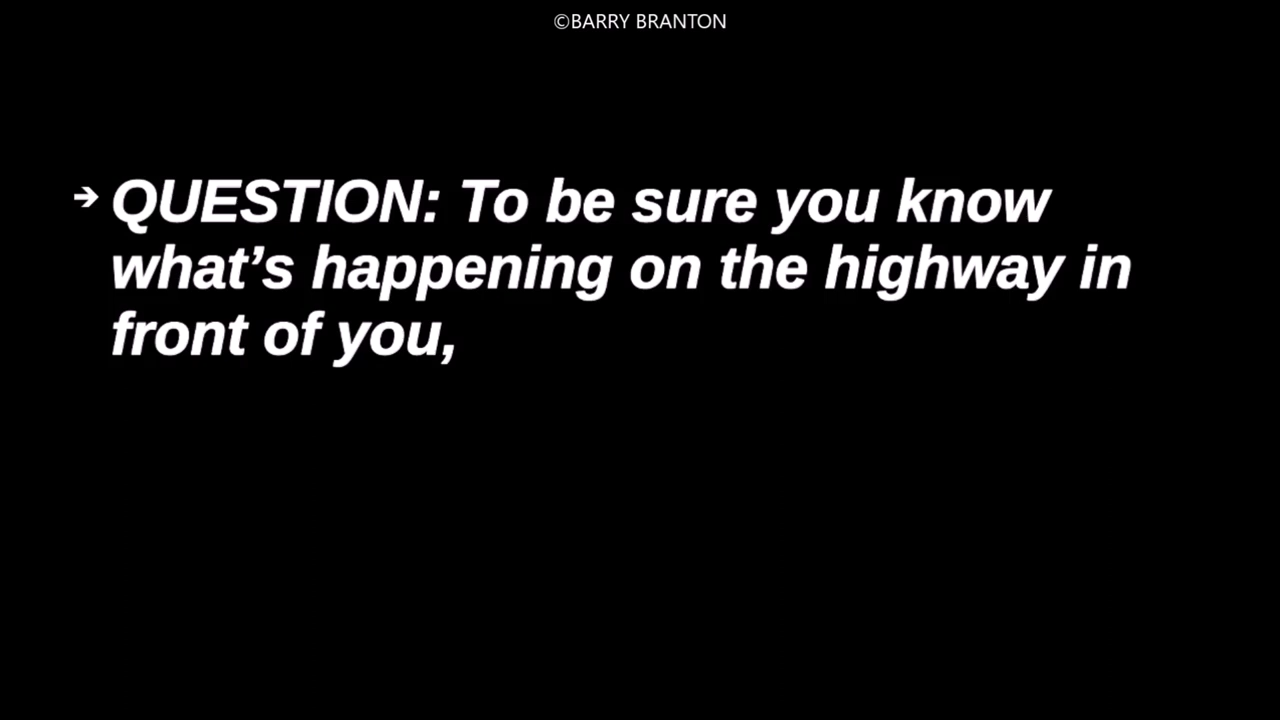 ©BARRY BRANTON
➔ QUESTION: To be sure you know
what’s happening on the highway in
front of you,